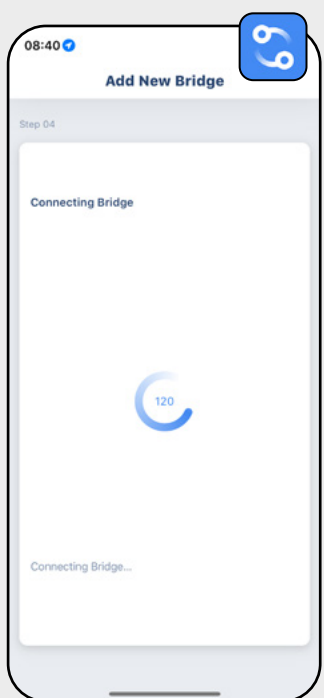 08:40
Add New Bridge
Step 04
Connecting Bridge
120
Connecting Bridge...